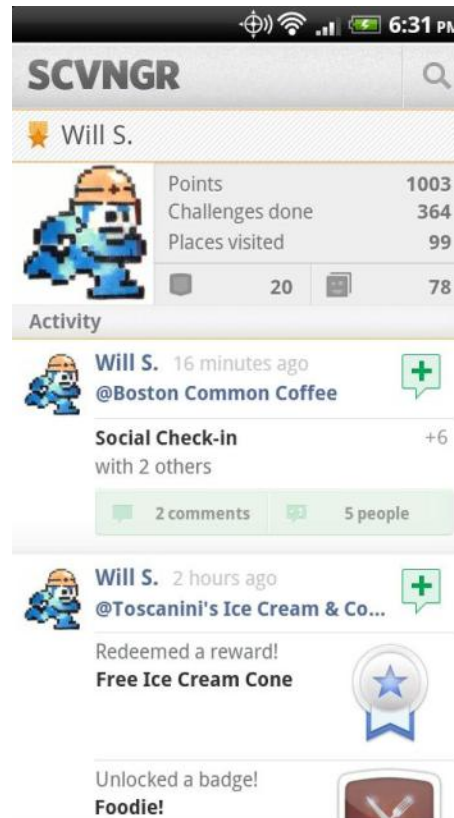 6:31 PM
SCVNGR
Will S.
Points 1003
Challenges done 364
Places visited 99
20 78
Activity
Will S. 16 minutes ago
@Boston Common Coffee
Social Check-in +6
with 2 others
2 comments 5 people
Will S. 2 hours ago
@Toscanini's Ice Cream & Co...
Redeemed a reward!
Free Ice Cream Cone
Unlocked a badge!
Foodie!